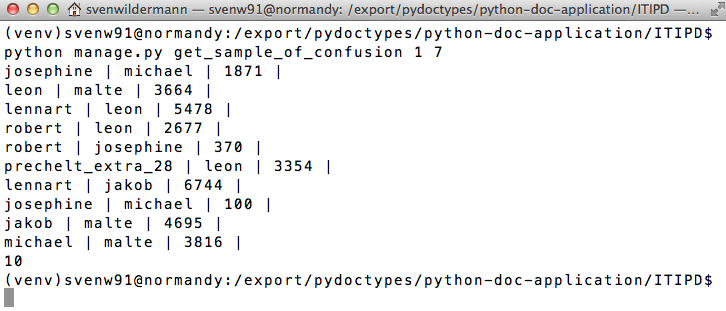 svenwildermann — svenw91@normandy: /export/pydoctypes/python-doc-application/ITIPD —...
(venv)svenw91@normandy:/export/pydoctypes/python-doc-application/ITIPD$
python manage.py get_sample_of_confusion 1 7
josephine | michael | 1871 |
leon | malte | 3664 |
lennart | leon | 5478 |
robert | leon | 2677 |
robert | josephine | 370 |
prechelt_extra_28 | leon | 3354 |
lennart | jakob | 6744 |
josephine | michael | 100 |
jakob | malte | 4695 |
michael | malte | 3816 |
10
(venv)svenw91@normandy:/export/pydoctypes/python-doc-application/ITIPD$